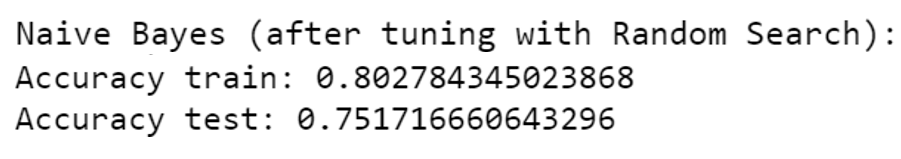 Naive Bayes (after tuning with Random Search):
Accuracy train: 0.802784345023868
Accuracy test: 0.751716660643296